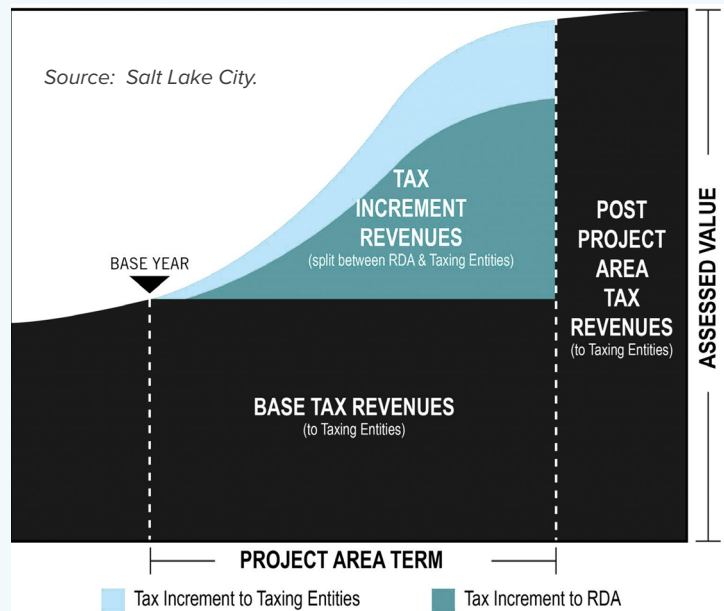 Source: Salt Lake City.
BASE YEAR
TAX
INCREMENT
REVENUES
(split between RDA & Taxing Entities)
POST
PROJECT
AREA
TAX
REVENUES
(to Taxing Entities)
ASSESSED VALUE
BASE TAX REVENUES
(to Taxing Entities)
PROJECT AREA TERM
Tax Increment to Taxing Entities
Tax Increment to RDA